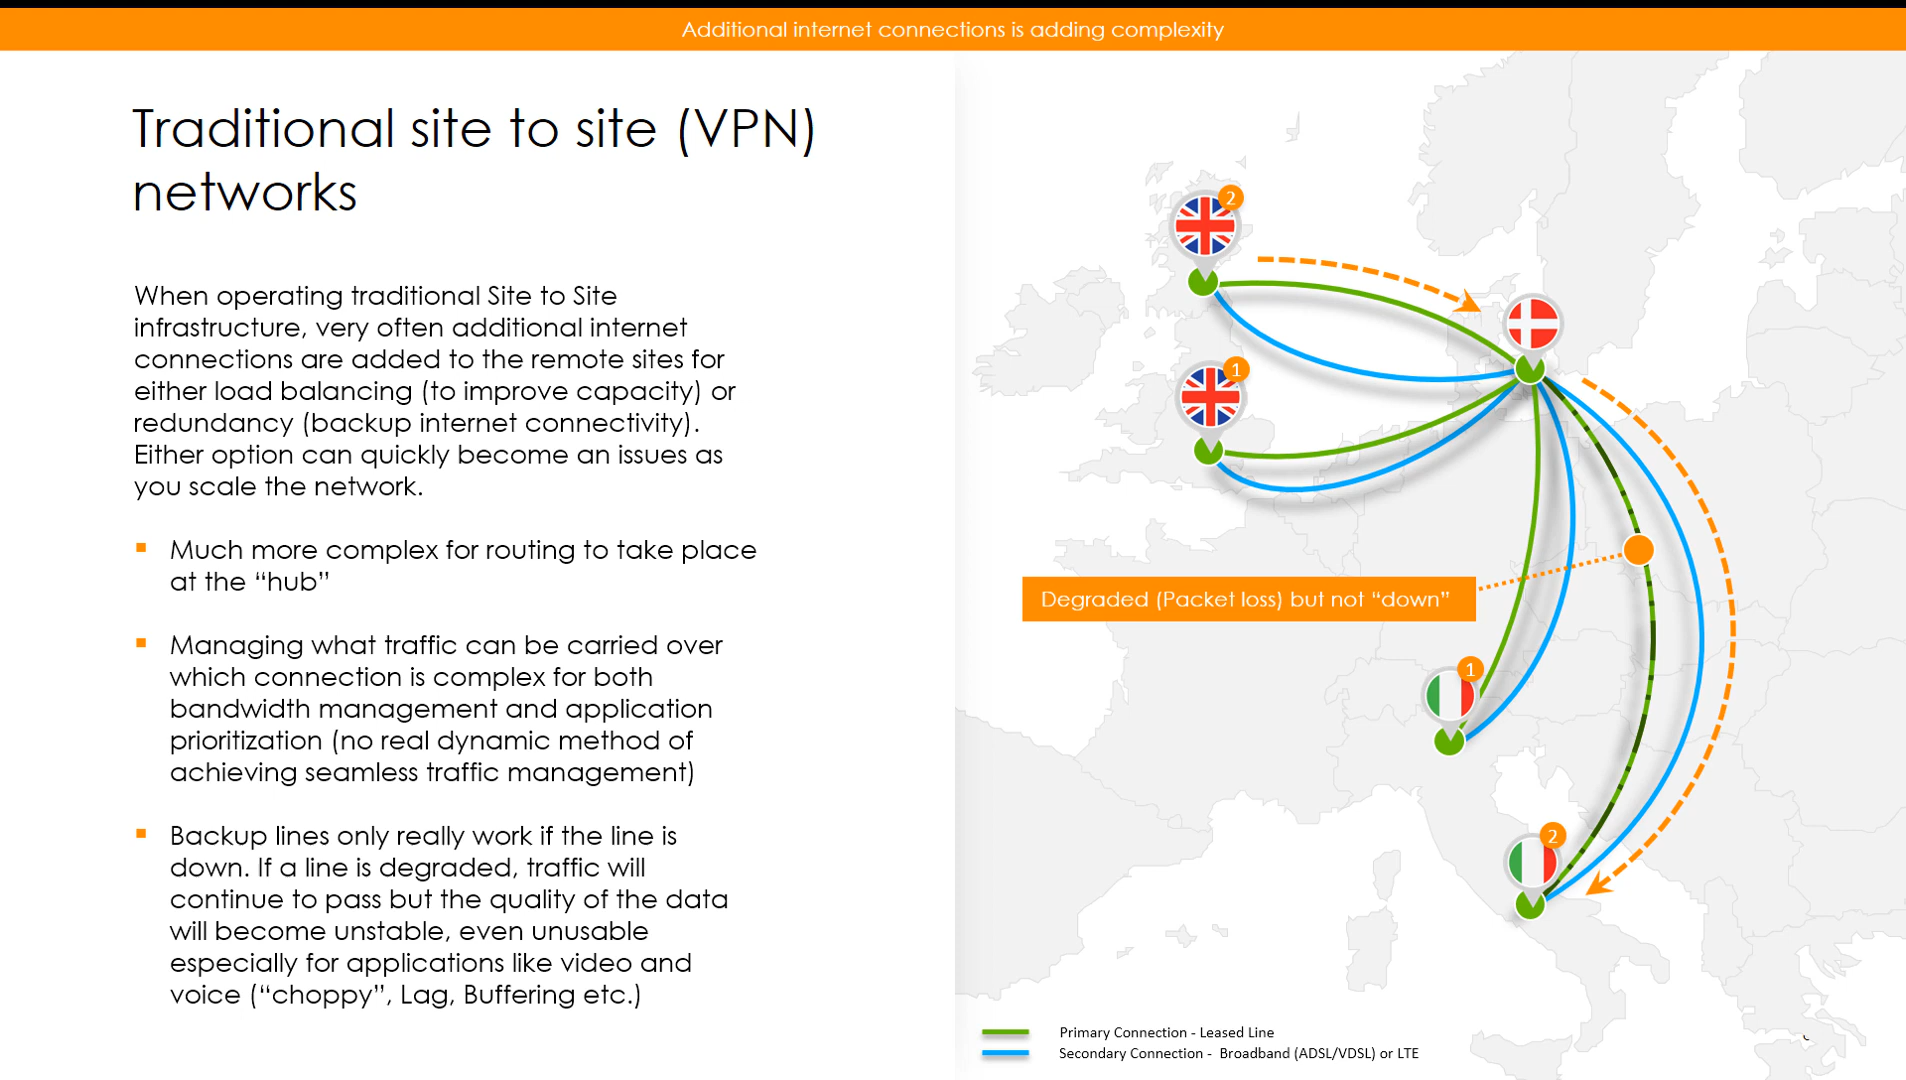 Additional internet connections is adding complexity
Traditional site to site (VPN)
networks
When operating traditional Site to Site
infrastructure, very often additional internet
connections are added to the remote sites for
either load balancing (to improve capacity) or
redundancy (backup internet connectivity).
Either option can quickly become an issues as
you scale the network.
▪ Much more complex for routing to take place
at the “hub”
▪ Managing what traffic can be carried over
which connection is complex for both
bandwidth management and application
prioritization (no real dynamic method of
achieving seamless traffic management)
▪ Backup lines only really work if the line is
down. If a line is degraded, traffic will
continue to pass but the quality of the data
will become unstable, even unusable
especially for applications like video and
voice (“choppy”, Lag, Buffering etc.)
2
1
Degraded (Packet loss) but not “down”
1
2
Primary Connection - Leased Line
Secondary Connection - Broadband (ADSL/VDSL) or LTE